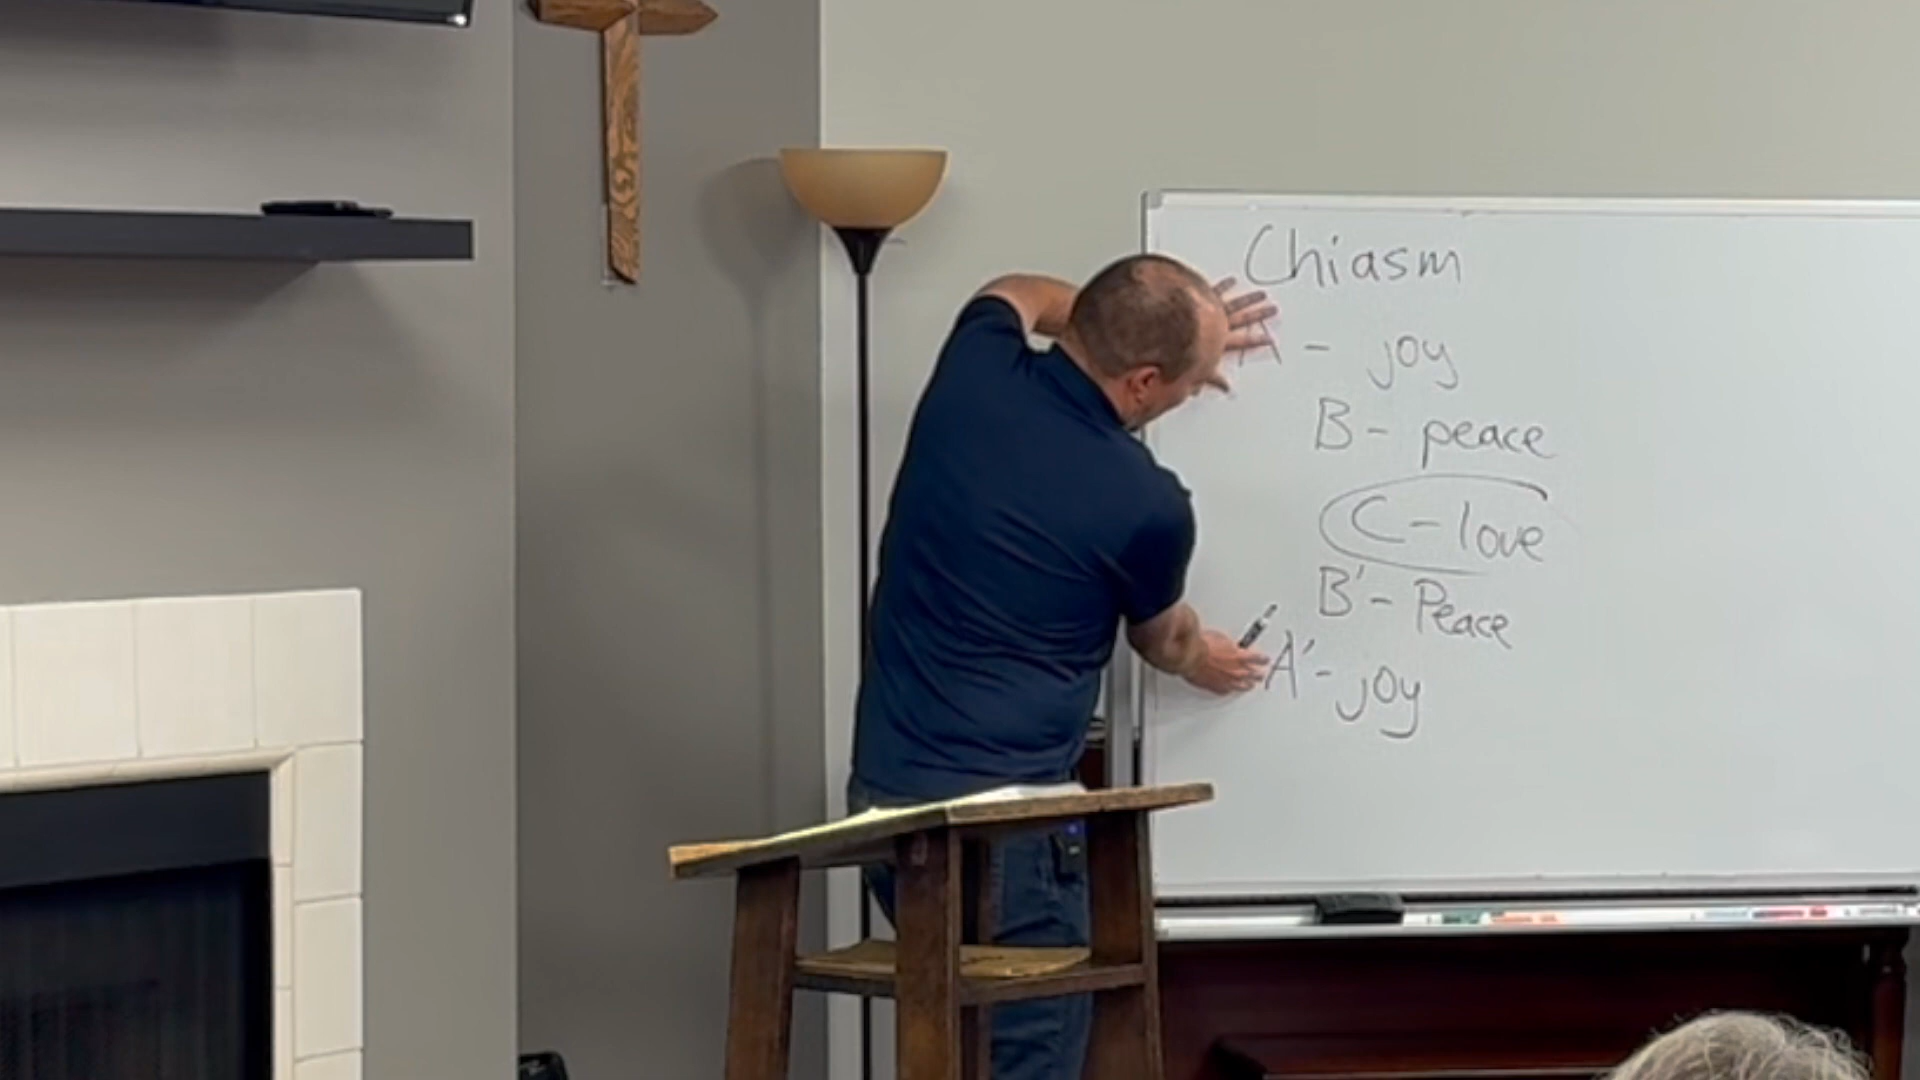 Chiasm
A - joy
B - peace
C - love
B' - Peace
A' - joy